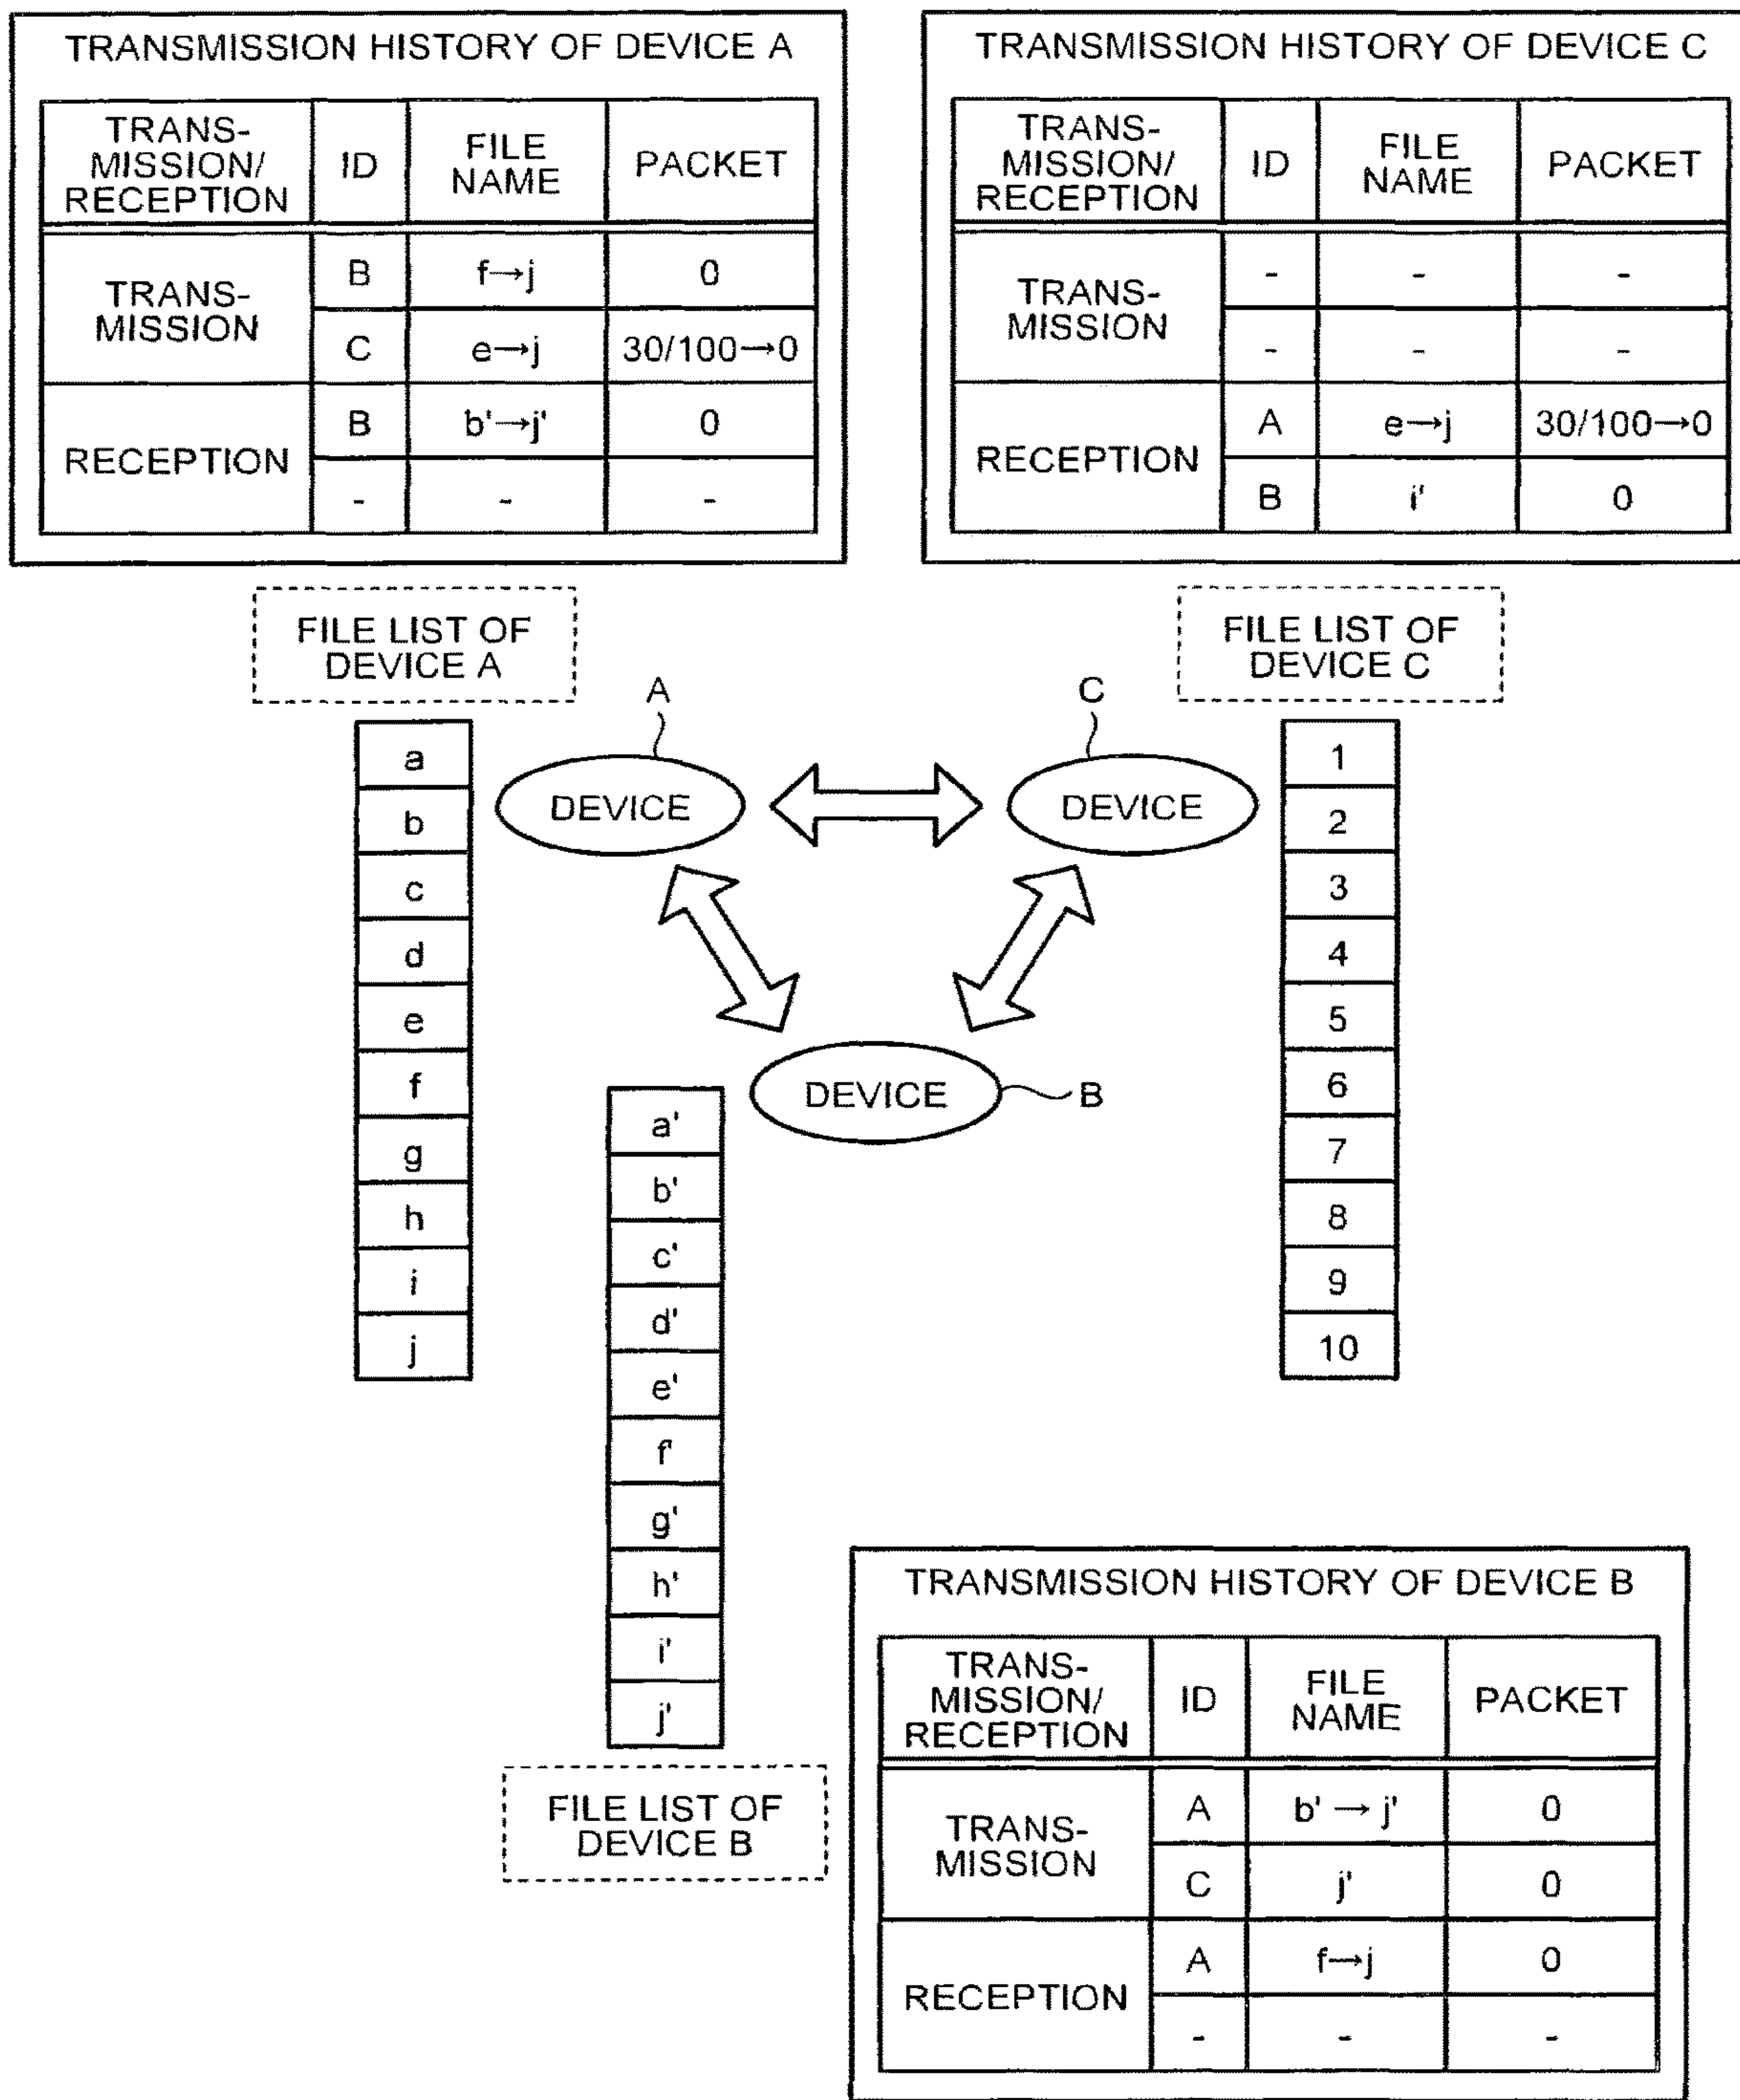 TRANSMISSION HISTORY OF DEVICE A
TRANS-
MISSION/
RECEPTION
ID
FILE
NAME
PACKET
TRANS-
MISSION
B
f→j
0
C
e→j
30/100→0
RECEPTION
B
b'→j'
0
-
-
-
TRANSMISSION HISTORY OF DEVICE C
TRANS-
MISSION/
RECEPTION
ID
FILE
NAME
PACKET
TRANS-
MISSION
-
-
-
-
-
-
RECEPTION
A
e→j
30/100→0
B
i'
0
FILE LIST OF
DEVICE A
a
b
c
d
e
f
g
h
i
j
A
DEVICE
C
DEVICE
DEVICE
B
FILE LIST OF
DEVICE C
1
2
3
4
5
6
7
8
9
10
a'
b'
c'
d'
e'
f'
g'
h'
i'
j'
FILE LIST OF
DEVICE B
TRANSMISSION HISTORY OF DEVICE B
TRANS-
MISSION/
RECEPTION
ID
FILE
NAME
PACKET
TRANS-
MISSION
A
b' → j'
0
C
j'
0
RECEPTION
A
f→j
0
-
-
-